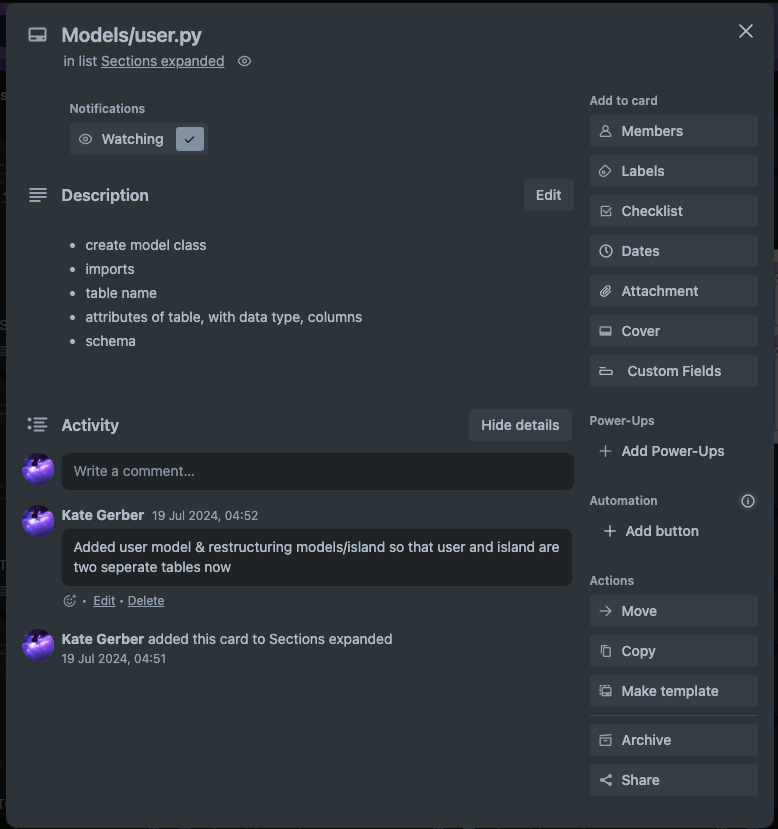 Models/user.py
in list Sections expanded
Notifications
Watching
Description
Edit
create model class
imports
table name
attributes of table, with data type, columns
schema
Activity
Hide details
Write a comment…
Kate Gerber 19 Jul 2024, 04:52
Added user model & restructuring models/island so that user and island are
two seperate tables now
• Edit • Delete
Kate Gerber added this card to Sections expanded
19 Jul 2024, 04:51
Add to card
Members
Labels
Checklist
Dates
Attachment
Cover
Custom Fields
Power-Ups
Add Power-Ups
Automation
Add button
Actions
Move
Copy
Make template
Archive
Share